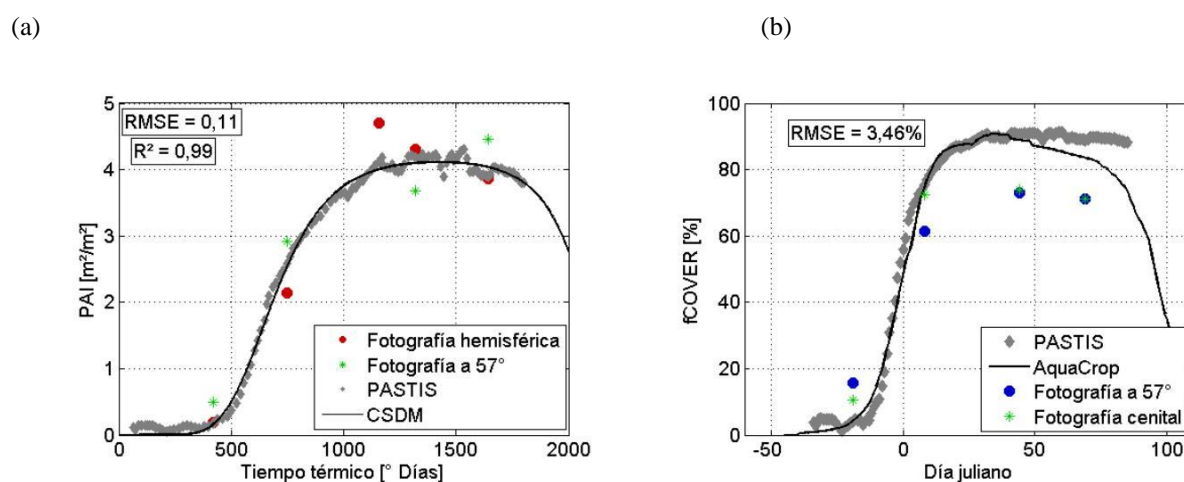 (a)
(b)
RMSE = 0,11
R² = 0,99
PAI [m²/m²]
5
4
3
2
1
0
0 500 1000 1500 2000
Tiempo térmico [° Días]
Fotografía hemisférica
Fotografía a 57°
PASTIS
CSDM
RMSE = 3,46%
fCOVER [%]
100
80
60
40
20
0
-50 0 50 100
Día juliano
PASTIS
AquaCrop
Fotografía a 57°
Fotografía cenital